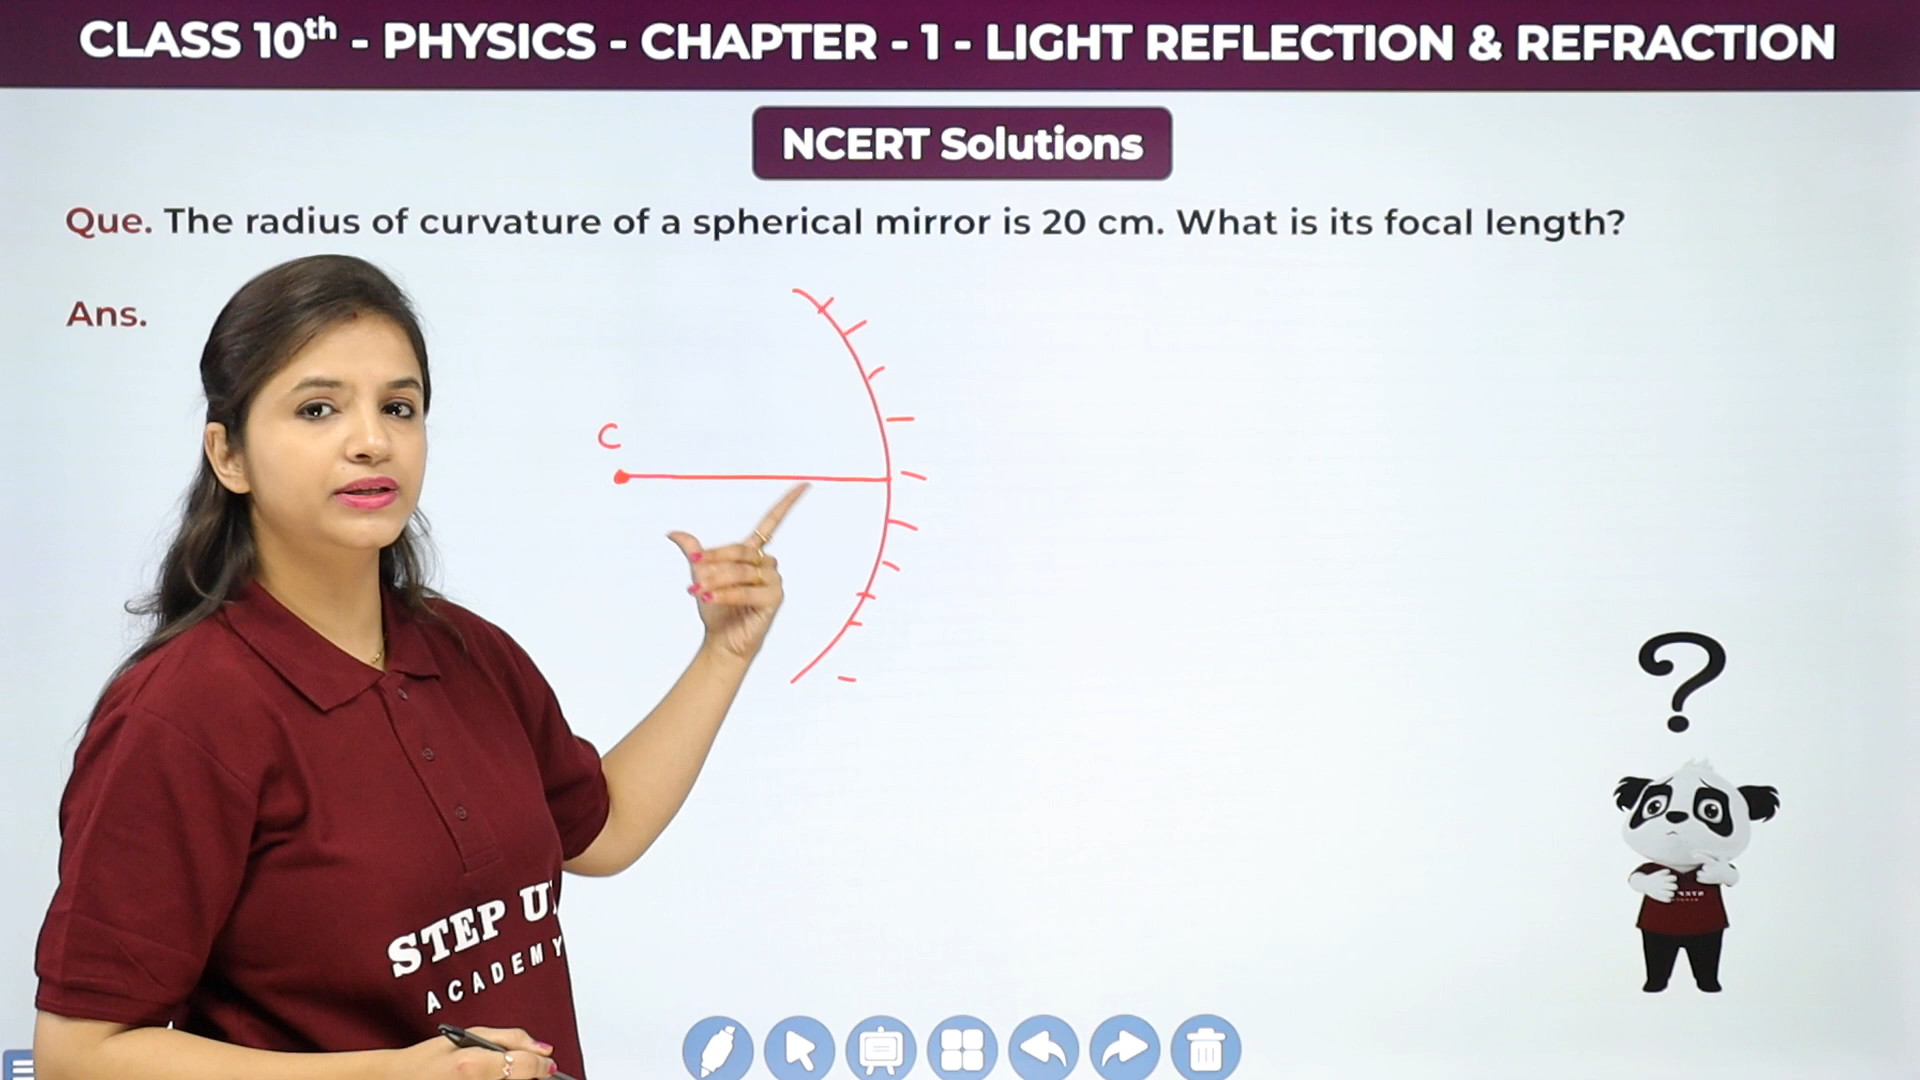 CLASS 10th - PHYSICS - CHAPTER - 1 - LIGHT REFLECTION & REFRACTION
NCERT Solutions
Que. The radius of curvature of a spherical mirror is 20 cm. What is its focal length?
Ans.
C
?
STEP U
ACADEMY